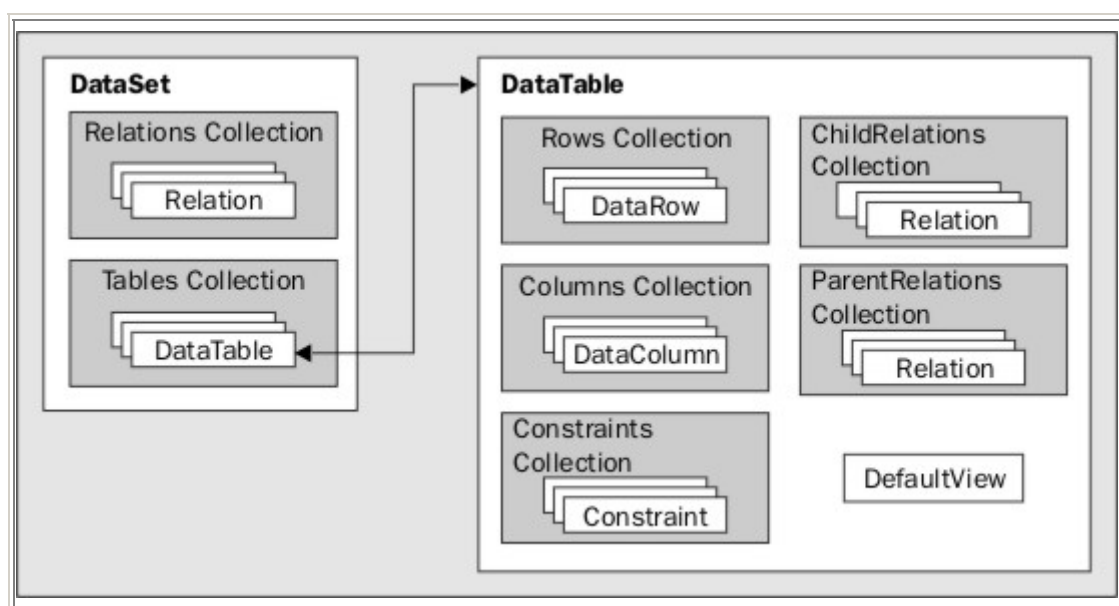 DataSet
Relations Collection
Relation
Tables Collection
DataTable
DataTable
Rows Collection
DataRow
Columns Collection
DataColumn
Constraints
Collection
Constraint
ChildRelations
Collection
Relation
ParentRelations
Collection
Relation
DefaultView